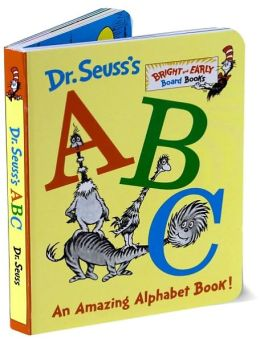 Dr. Seuss's
BRIGHT and EARLY
Board Books
A
B
C
An Amazing Alphabet Book!
Dr. Seuss's ABC Dr. Seuss